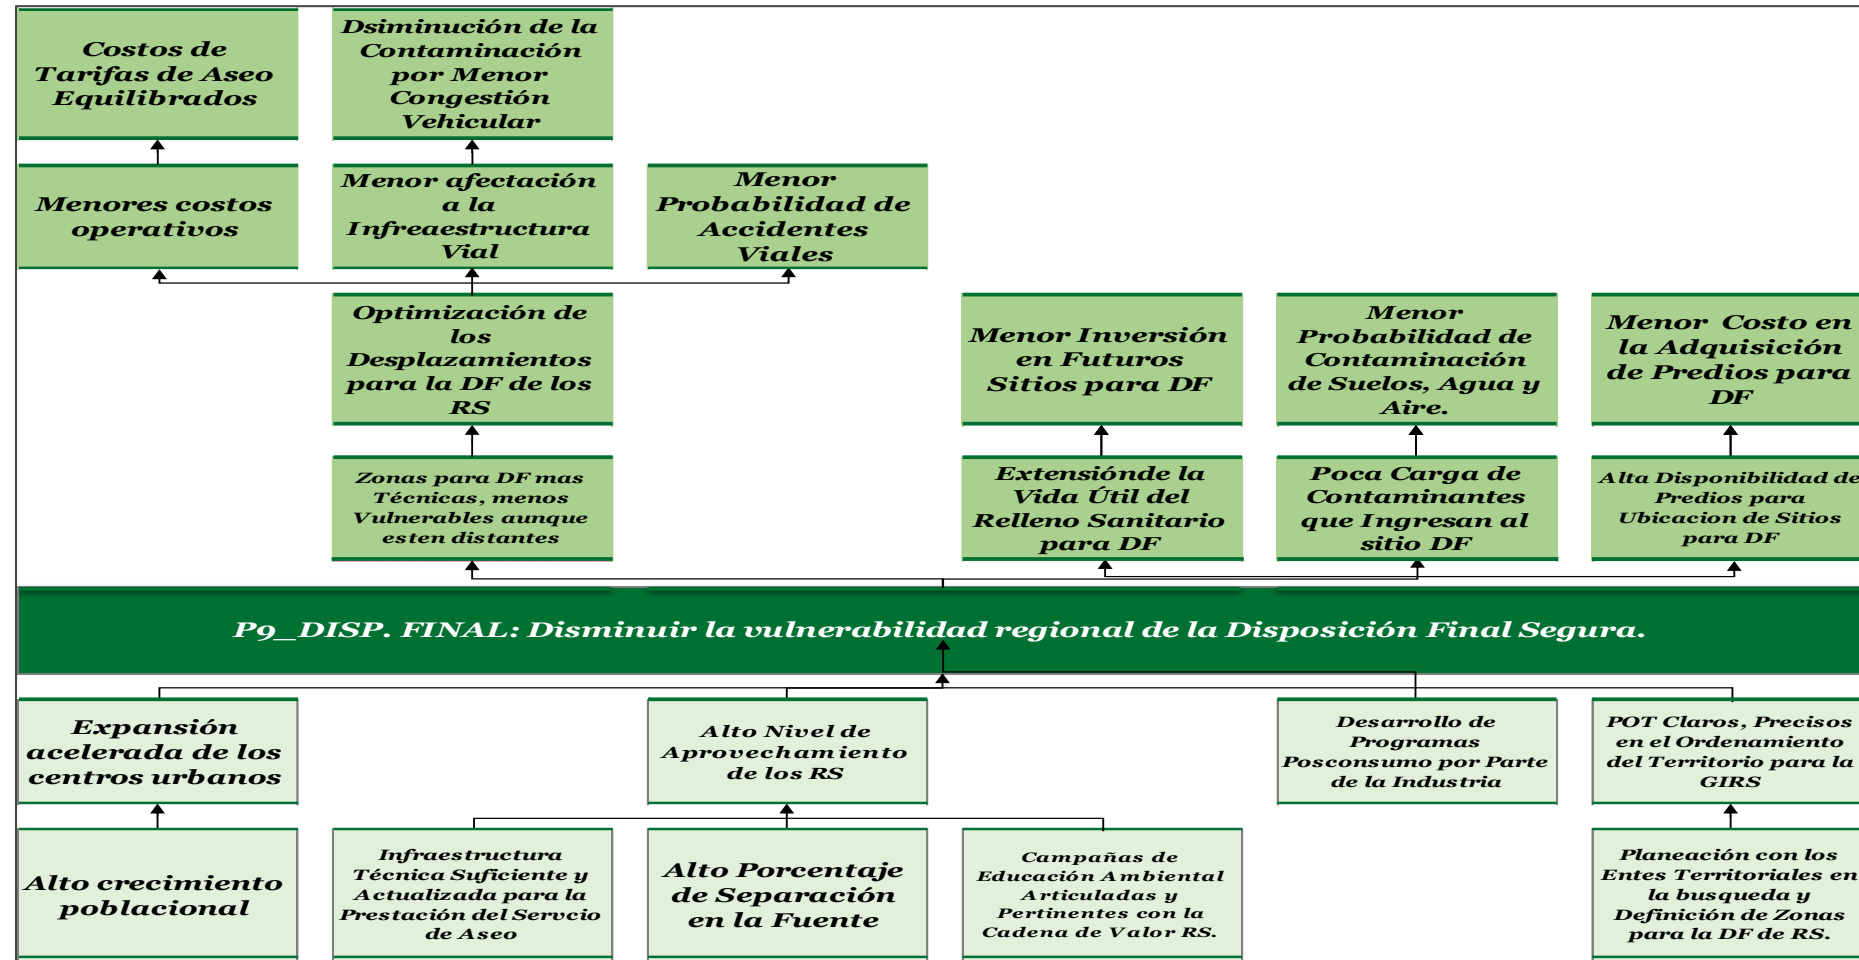 Costos de
Tarifas de Aseo
Equilibrados
Dsiminución de la
Contaminación
por Menor
Congestión
Vehicular
Menores costos
operativos
Menor afectación
a la
Infreaestructura
Vial
Menor
Probabilidad de
Accidentes
Viales
Optimización de
los
Desplazamientos
para la DF de los
RS
Menor Inversión
en Futuros
Sitios para DF
Menor
Probabilidad de
Contaminación
de Suelos, Agua y
Aire.
Menor Costo en
la Adquisición
de Predios para
DF
Zonas para DF mas
Técnicas, menos
Vulnerables aunque
esten distantes
Extensiónde la
Vida Útil del
Relleno Sanitario
para DF
Poca Carga de
Contaminantes
que Ingresan al
sitio DF
Alta Disponibilidad de
Predios para
Ubicacion de Sitios
para DF
P9_DISP. FINAL: Disminuir la vulnerabilidad regional de la Disposición Final Segura.
Expansión
acelerada de los
centros urbanos
Alto Nivel de
Aprovechamiento
de los RS
Desarrollo de
Programas
Posconsumo por Parte
de la Industria
POT Claros, Precisos
en el Ordenamiento
del Territorio para la
GIRS
Alto crecimiento
poblacional
Infraestructura
Técnica Suficiente y
Actualizada para la
Prestación del Servcio
de Aseo
Alto Porcentaje
de Separación
en la Fuente
Campañas de
Educación Ambiental
Articuladas y
Pertinentes con la
Cadena de Valor RS.
Planeación con los
Entes Territoriales en
la busqueda y
Definición de Zonas
para la DF de RS.